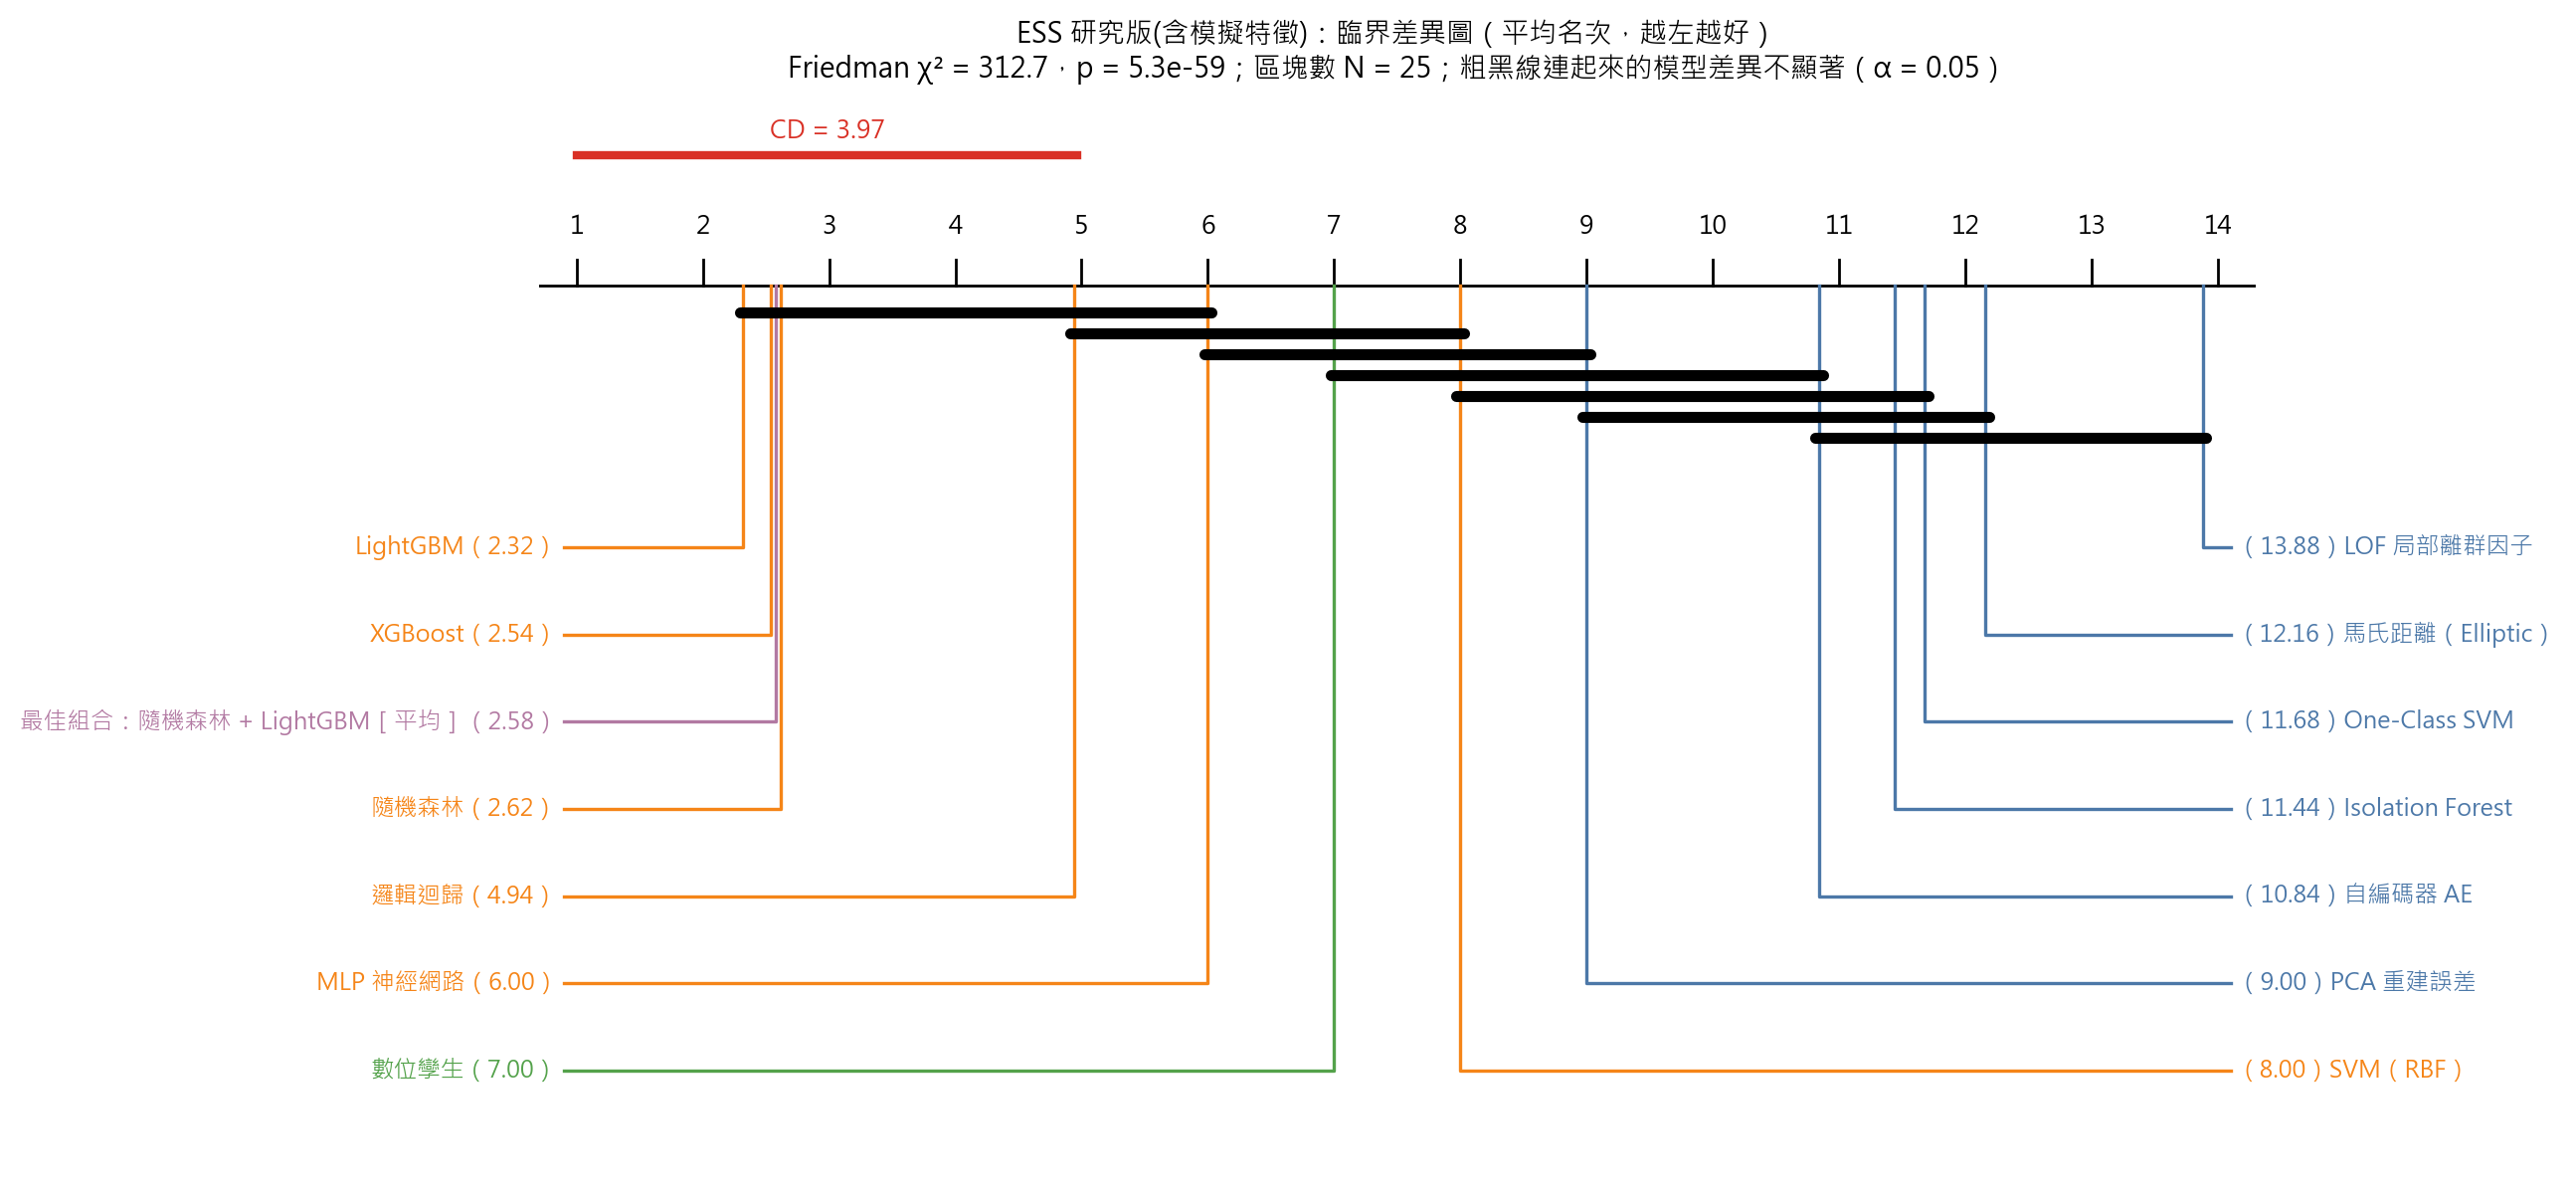 ESS 研究版(含模擬特徵)：臨界差異圖（平均名次，越左越好）
Friedman χ² = 312.7，p = 5.3e-59；區塊數 N = 25；粗黑線連起來的模型差異不顯著（α = 0.05）
CD = 3.97
1 2 3 4 5 6 7 8 9 10 11 12 13 14
LightGBM（2.32）
XGBoost（2.54）
最佳組合：隨機森林 + LightGBM［平均］（2.58）
隨機森林（2.62）
邏輯迴歸（4.94）
MLP 神經網路（6.00）
數位孿生（7.00）
（13.88）LOF 局部離群因子
（12.16）馬氏距離（Elliptic）
（11.68）One-Class SVM
（11.44）Isolation Forest
（10.84）自編碼器 AE
（9.00）PCA 重建誤差
（8.00）SVM（RBF）